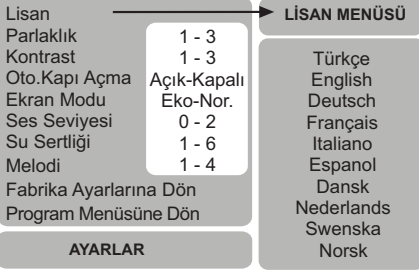 Lisan
Parlaklık 1 - 3
Kontrast 1 - 3
Oto.Kapı Açma Açık-Kapalı
Ekran Modu Eko-Nor.
Ses Seviyesi 0 - 2
Su Sertliği 1 - 6
Melodi 1 - 4
Fabrika Ayarlarına Dön
Program Menüsüne Dön
AYARLAR
LİSAN MENÜSÜ
Türkçe
English
Deutsch
Français
Italiano
Espanol
Dansk
Nederlands
Swenska
Norsk